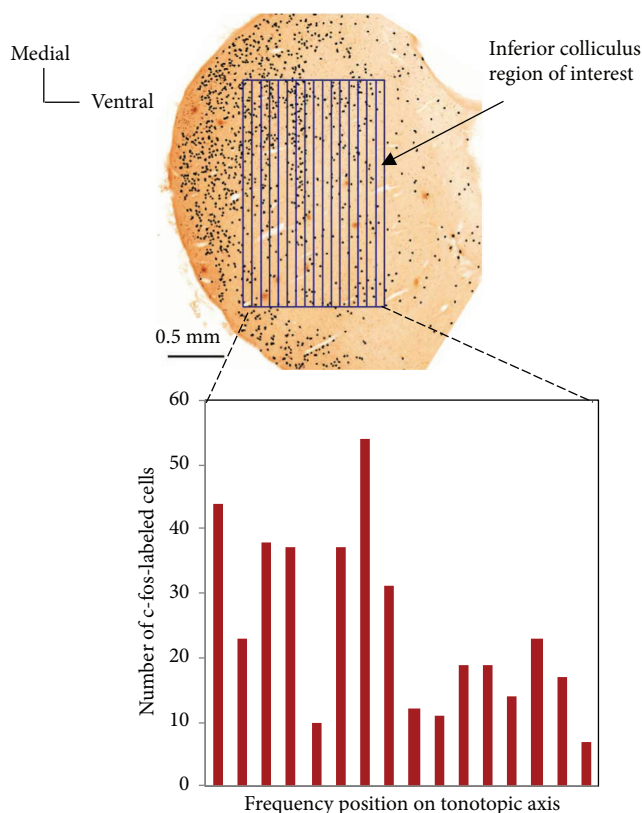 Medial
Ventral
Inferior colliculus
region of interest
0.5 mm
60
50
40
30
20
10
0
Number of c-fos-labeled cells
Frequency position on tonotopic axis